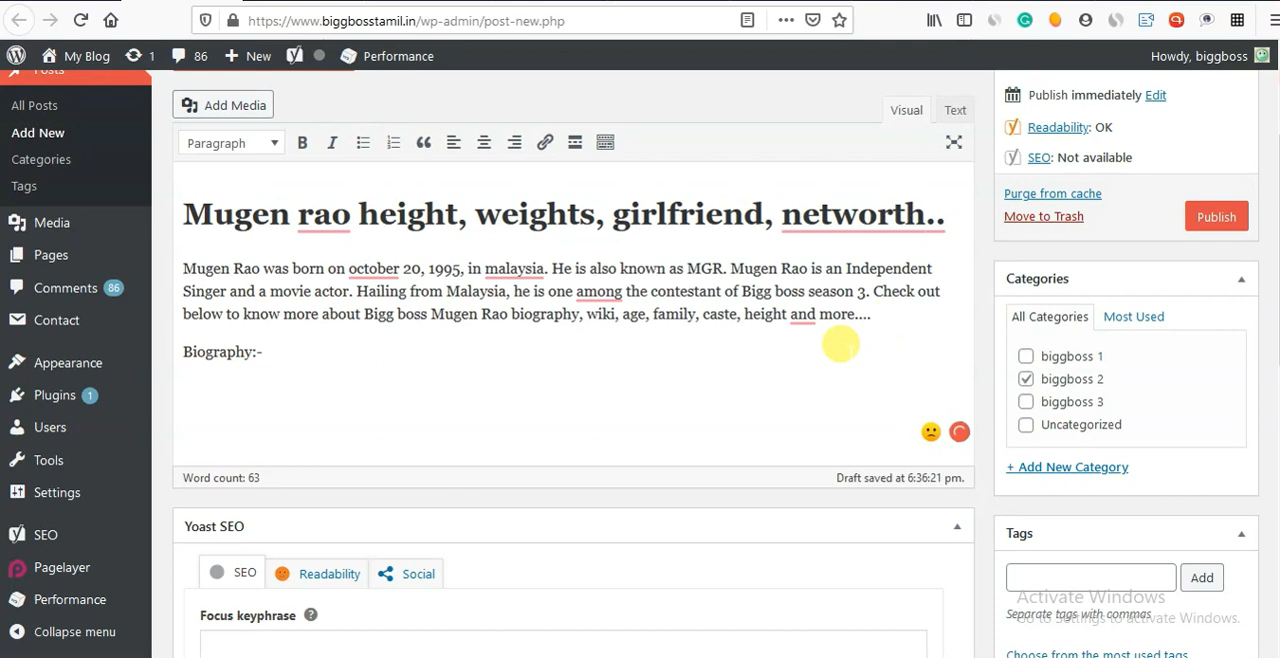 https://www.biggbosstamil.in/wp-admin/post-new.php
My Blog 1 86 New Performance Howdy, biggboss
Posts
All Posts
Add New
Categories
Tags
Media
Pages
Comments 86
Contact
Appearance
Plugins 1
Users
Tools
Settings
SEO
Pagelayer
Performance
Collapse menu
Add Media
Visual Text
Paragraph
Mugen rao height, weights, girlfriend, networth..
Mugen Rao was born on october 20, 1995, in malaysia. He is also known as MGR. Mugen Rao is an Independent
Singer and a movie actor. Hailing from Malaysia, he is one among the contestant of Bigg boss season 3. Check out
below to know more about Bigg boss Mugen Rao biography, wiki, age, family, caste, height and more....
Biography:-
Word count: 63 Draft saved at 6:36:21 pm.
Yoast SEO
SEO Readability Social
Focus keyphrase
Publish immediately Edit
Readability: OK
SEO: Not available
Purge from cache
Move to Trash
Publish
Categories
All Categories Most Used
biggboss 1
biggboss 2
biggboss 3
Uncategorized
+ Add New Category
Tags
Add
Activate Windows
Separate tags with commas
Go to Settings to activate Windows.
Choose from the most used tags